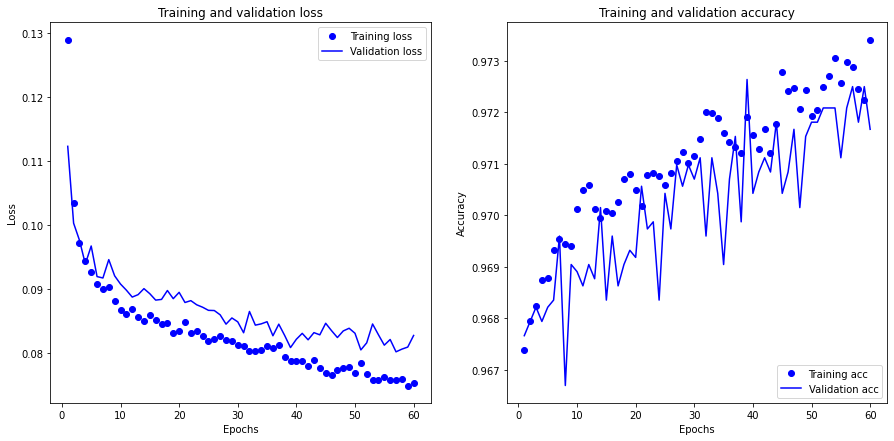 Training and validation loss
Training loss
Validation loss
0.13
0.12
0.11
0.10
0.09
0.08
Loss
0
10
20
30
40
50
60
Epochs
Training and validation accuracy
0.973
0.972
0.971
0.970
0.969
0.968
0.967
Accuracy
Training acc
Validation acc
0
10
20
30
40
50
60
Epochs